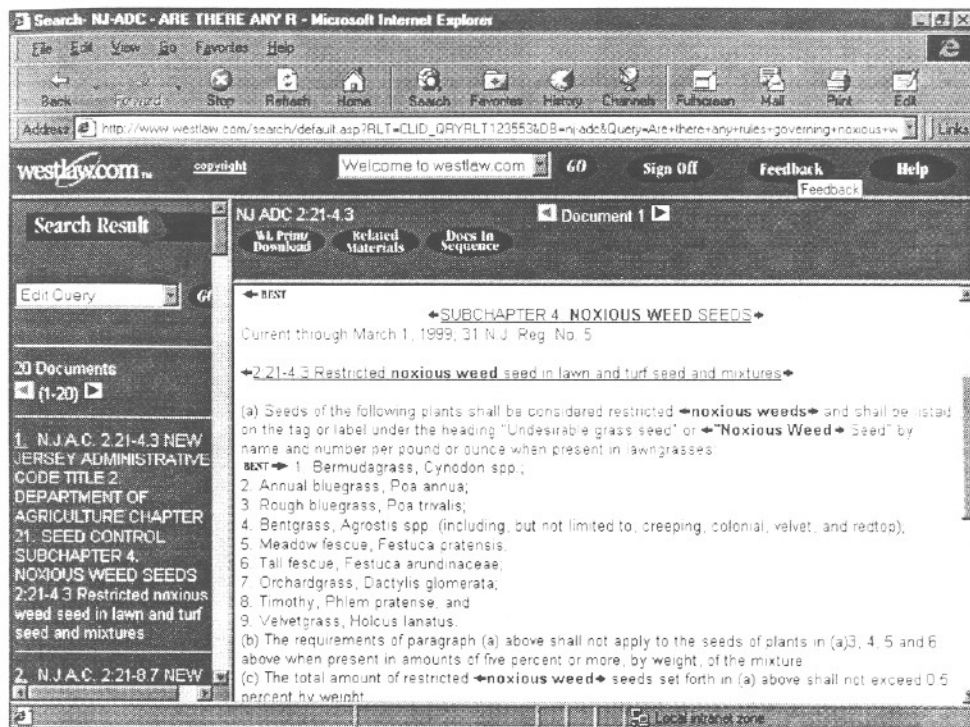 Search- NJ-ADC - ARE THERE ANY R - Microsoft Internet Explorer
File Edit View Go Favorites Help
Back Forward Stop Refresh Home Search Favorites History Channels Fullscreen Mail Print Edit
Address http://www.westlaw.com/search/default.asp?RLT=CLID_QRYRLT123553&DB=nj-adc&Query=Are+there+any+rules+governing+noxious+w Links
westlaw.com TM copyright Welcome to westlaw.com GO Sign Off Feedback Help
Feedback
Search Result
Edit Query GO
20 Documents
(1-20)
1. N.J.A.C. 2:21-4.3 NEW
JERSEY ADMINISTRATIVE
CODE TITLE 2.
DEPARTMENT OF
AGRICULTURE CHAPTER
21. SEED CONTROL
SUBCHAPTER 4.
NOXIOUS WEED SEEDS
2:21-4.3 Restricted noxious
weed seed in lawn and turf
seed and mixtures
2. N.J.A.C. 2:21-8.7 NEW
NJ ADC 2:21-4.3 Document 1
WL Print/ Download Related Materials Docs In Sequence
BEST
SUBCHAPTER 4. NOXIOUS WEED SEEDS
Current through March 1, 1999; 31 N.J. Reg. No. 5
2:21-4.3 Restricted noxious weed seed in lawn and turf seed and mixtures
(a) Seeds of the following plants shall be considered restricted noxious weeds and shall be listed
on the tag or label under the heading "Undesirable grass seed" or "Noxious Weed Seed" by
name and number per pound or ounce when present in lawngrasses:
BEST 1. Bermudagrass, Cynodon spp.;
2. Annual bluegrass, Poa annua;
3. Rough bluegrass, Poa trivalis;
4. Bentgrass, Agrostis spp. (including, but not limited to, creeping, colonial, velvet, and redtop);
5. Meadow fescue, Festuca pratensis;
6. Tall fescue, Festuca arundinaceae;
7. Orchardgrass, Dactylis glomerata;
8. Timothy, Phlem pratense; and
9. Velvetgrass, Holcus lanatus.
(b) The requirements of paragraph (a) above shall not apply to the seeds of plants in (a)3, 4, 5 and 6
above when present in amounts of five percent or more, by weight, of the mixture.
(c) The total amount of restricted noxious weed seeds set forth in (a) above shall not exceed 0.5
percent by weight
Local intranet zone